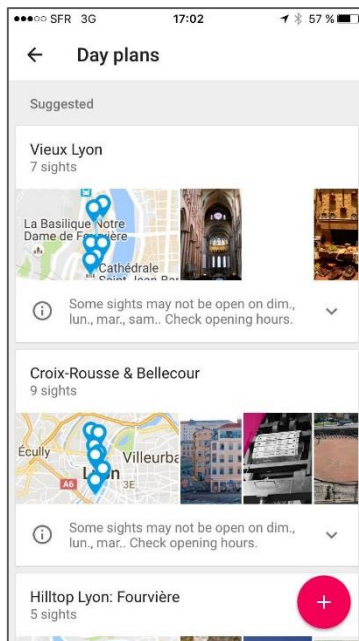 SFR 3G 17:02 57 %
Day plans
Suggested
Vieux Lyon
7 sights
La Basilique Notre
Dame de Fourvière
Cathédrale
Saint-Jean-Bap
Some sights may not be open on dim.,
lun., mar., sam.. Check opening hours.
Croix-Rousse & Bellecour
9 sights
Écully
Villeurba
Lyon
A6
3E
Some sights may not be open on dim.,
lun., mar.. Check opening hours.
Hilltop Lyon: Fourvière
5 sights
+